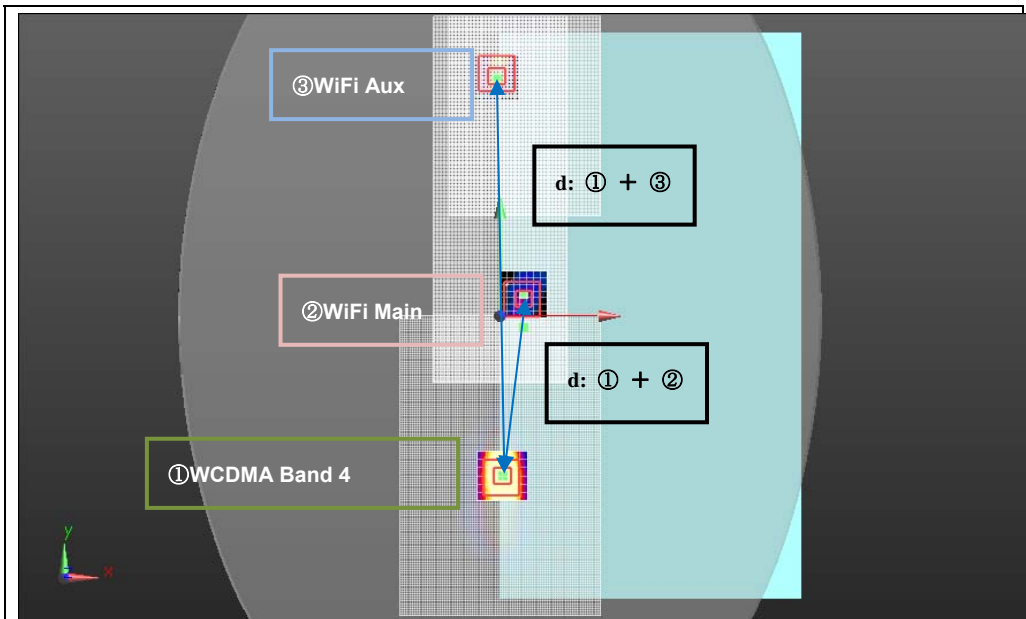 ③WiFi Aux
d: ① + ③
②WiFi Main
d: ① + ②
①WCDMA Band 4
y
x